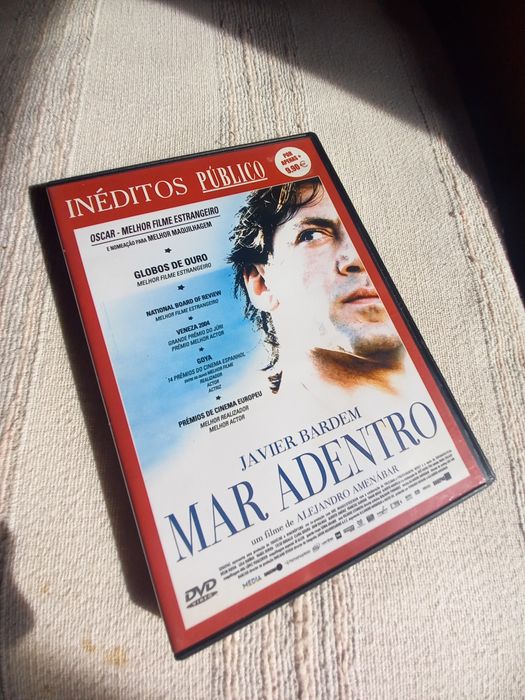 INÉDITOS PÚBLICO
POR
APENAS +
9,90 €
OSCAR - MELHOR FILME ESTRANGEIRO
E NOMEAÇÃO PARA MELHOR MAQUILHAGEM
GLOBOS DE OURO
MELHOR FILME ESTRANGEIRO
NATIONAL BOARD OF REVIEW
MELHOR FILME ESTRANGEIRO
VENEZA 2004
GRANDE PRÉMIO DO JÚRI
PRÉMIO MELHOR ACTOR
GOYA
14 PRÉMIOS DO CINEMA ESPANHOL
MELHOR FILME
REALIZADOR
ACTOR
ACTRIZ
PRÉMIOS DE CINEMA EUROPEU
MELHOR REALIZADOR
MELHOR ACTOR
JAVIER BARDEM
MAR ADENTRO
um filme de ALEJANDRO AMENÁBAR
DVD
VIDEO
MEDIA